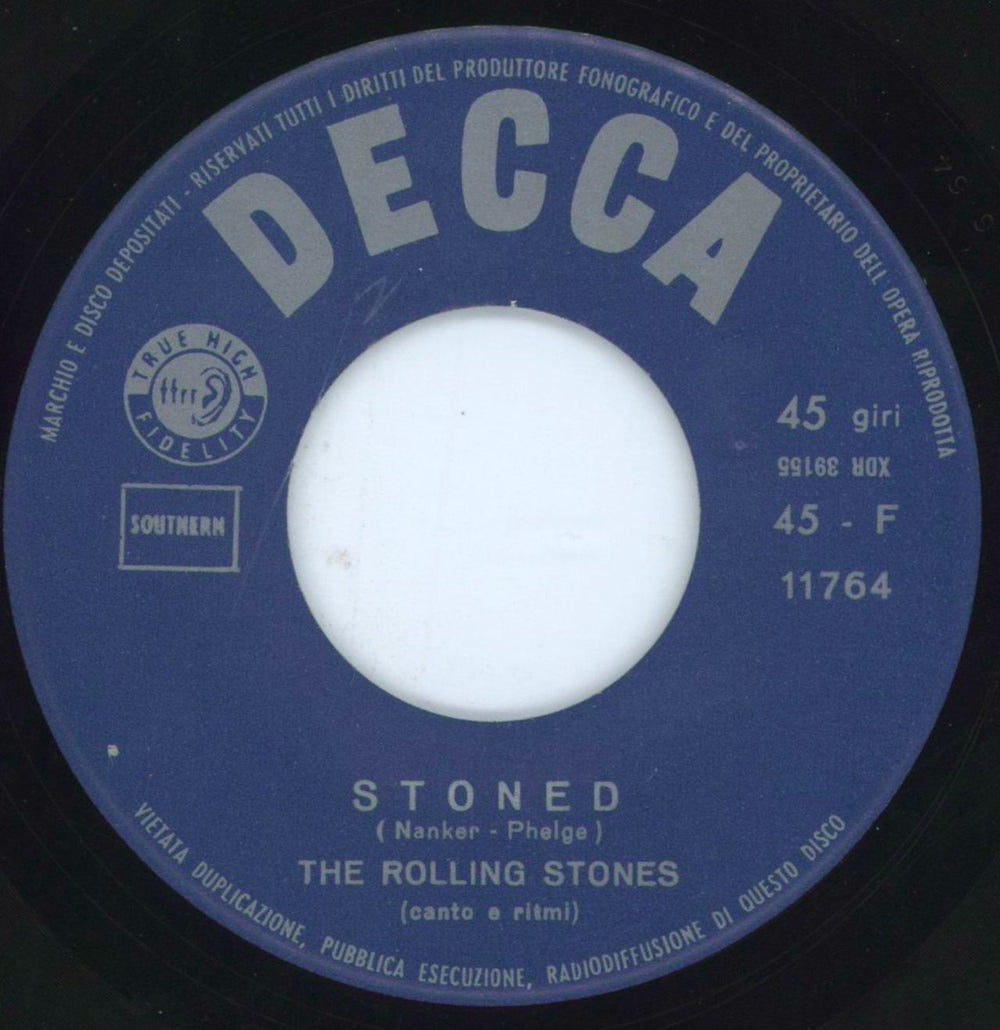 MARCHIO E DISCO DEPOSITATI - RISERVATI TUTTI I DIRITTI DEL PRODUTTORE FONOGRAFICO E DEL PROPRIETARIO DELL OPERA RIPRODOTTA
DECCA
TRUE HIGH
ffrr
FIDELITY
SOUTHERN
45 giri
XDR 39155
45 - F
11764
STONED
( Nanker - Phelge )
THE ROLLING STONES
(canto e ritmi)
VIETATA DUPLICAZIONE, PUBBLICA ESECUZIONE, RADIODIFFUSIONE DI QUESTO DISCO